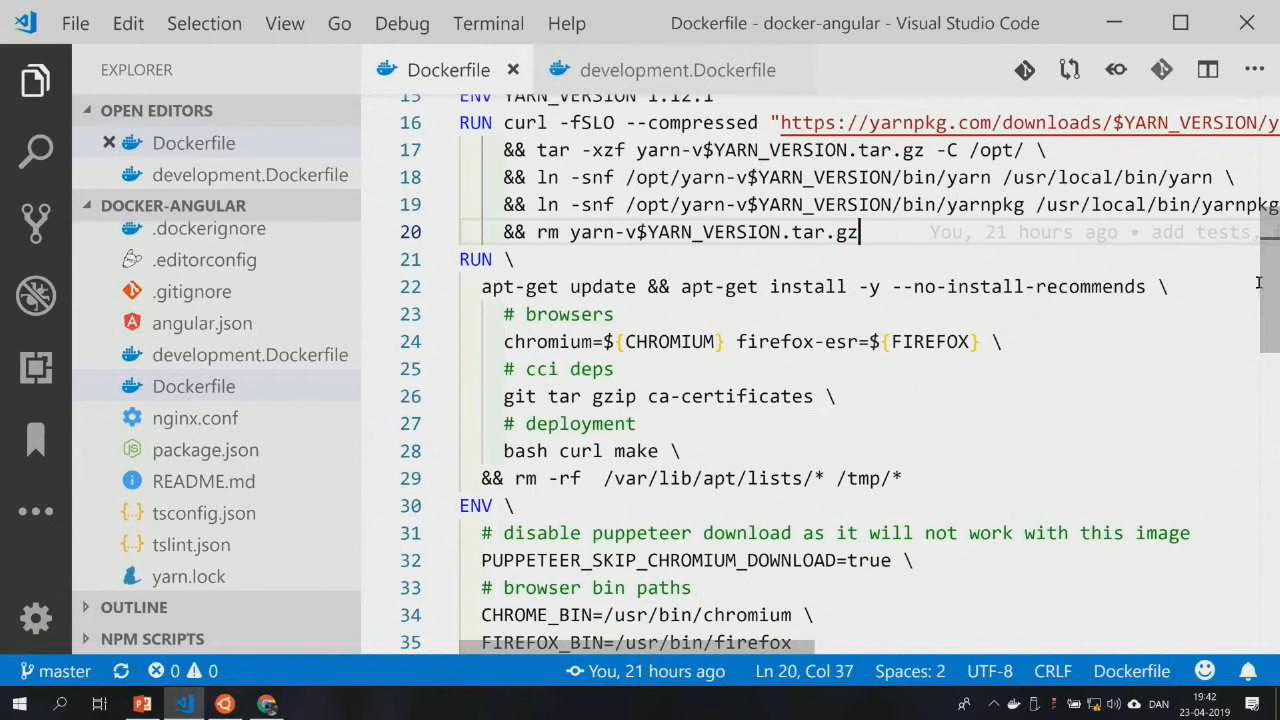 File Edit Selection View Go Debug Terminal Help Dockerfile - docker-angular - Visual Studio Code
EXPLORER
OPEN EDITORS
Dockerfile
development.Dockerfile
DOCKER-ANGULAR
.dockerignore
.editorconfig
.gitignore
angular.json
development.Dockerfile
Dockerfile
nginx.conf
package.json
README.md
tsconfig.json
tslint.json
yarn.lock
OUTLINE
NPM SCRIPTS
Dockerfile development.Dockerfile
15 ENV YARN_VERSION 1.12.1
16 RUN curl -fSLO --compressed "https://yarnpkg.com/downloads/$YARN_VERSION/y
17 && tar -xzf yarn-v$YARN_VERSION.tar.gz -C /opt/ \
18 && ln -snf /opt/yarn-v$YARN_VERSION/bin/yarn /usr/local/bin/yarn \
19 && ln -snf /opt/yarn-v$YARN_VERSION/bin/yarnpkg /usr/local/bin/yarnpkg
20 && rm yarn-v$YARN_VERSION.tar.gz You, 21 hours ago • add tests,
21 RUN \
22 apt-get update && apt-get install -y --no-install-recommends \
23 # browsers
24 chromium=${CHROMIUM} firefox-esr=${FIREFOX} \
25 # cci deps
26 git tar gzip ca-certificates \
27 # deployment
28 bash curl make \
29 && rm -rf /var/lib/apt/lists/* /tmp/*
30 ENV \
31 # disable puppeteer download as it will not work with this image
32 PUPPETEER_SKIP_CHROMIUM_DOWNLOAD=true \
33 # browser bin paths
34 CHROME_BIN=/usr/bin/chromium \
35 FIREFOX_BIN=/usr/bin/firefox
master 0 0 You, 21 hours ago Ln 20, Col 37 Spaces: 2 UTF-8 CRLF Dockerfile
DAN 19:42
23-04-2019